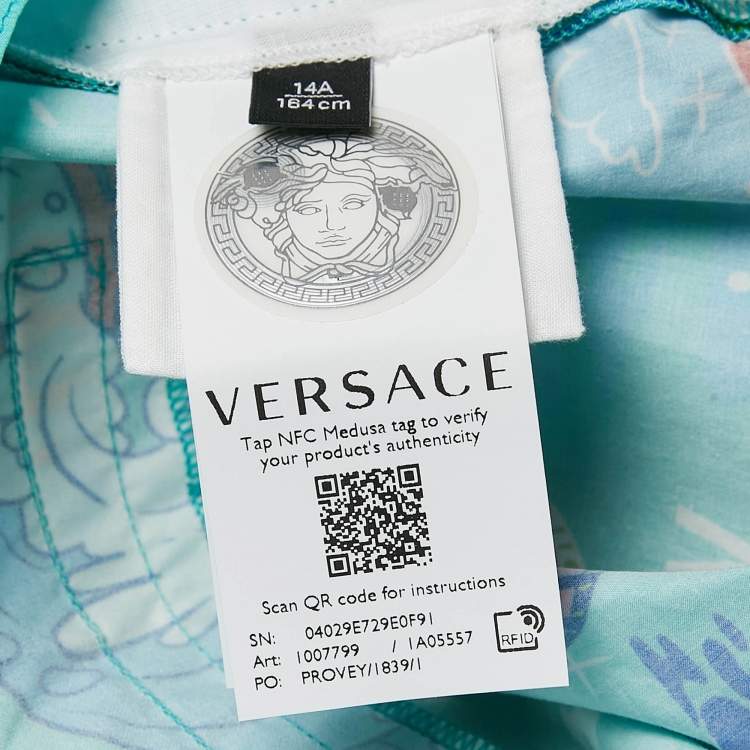 14A
164cm
VERSACE
Tap NFC Medusa tag to verify
your product's authenticity
Scan QR code for instructions
SN: 04029E729E0F91
Art: 1007799 / 1A05557
PO: PROVEY/1839/1
RFID